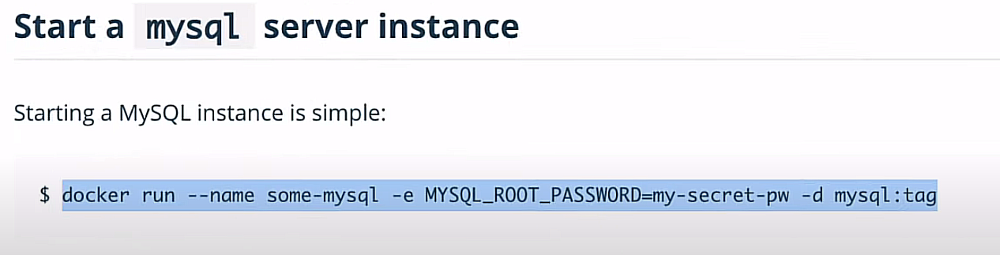 Start a mysql server instance
Starting a MySQL instance is simple:
$ docker run --name some-mysql -e MYSQL_ROOT_PASSWORD=my-secret-pw -d mysql:tag